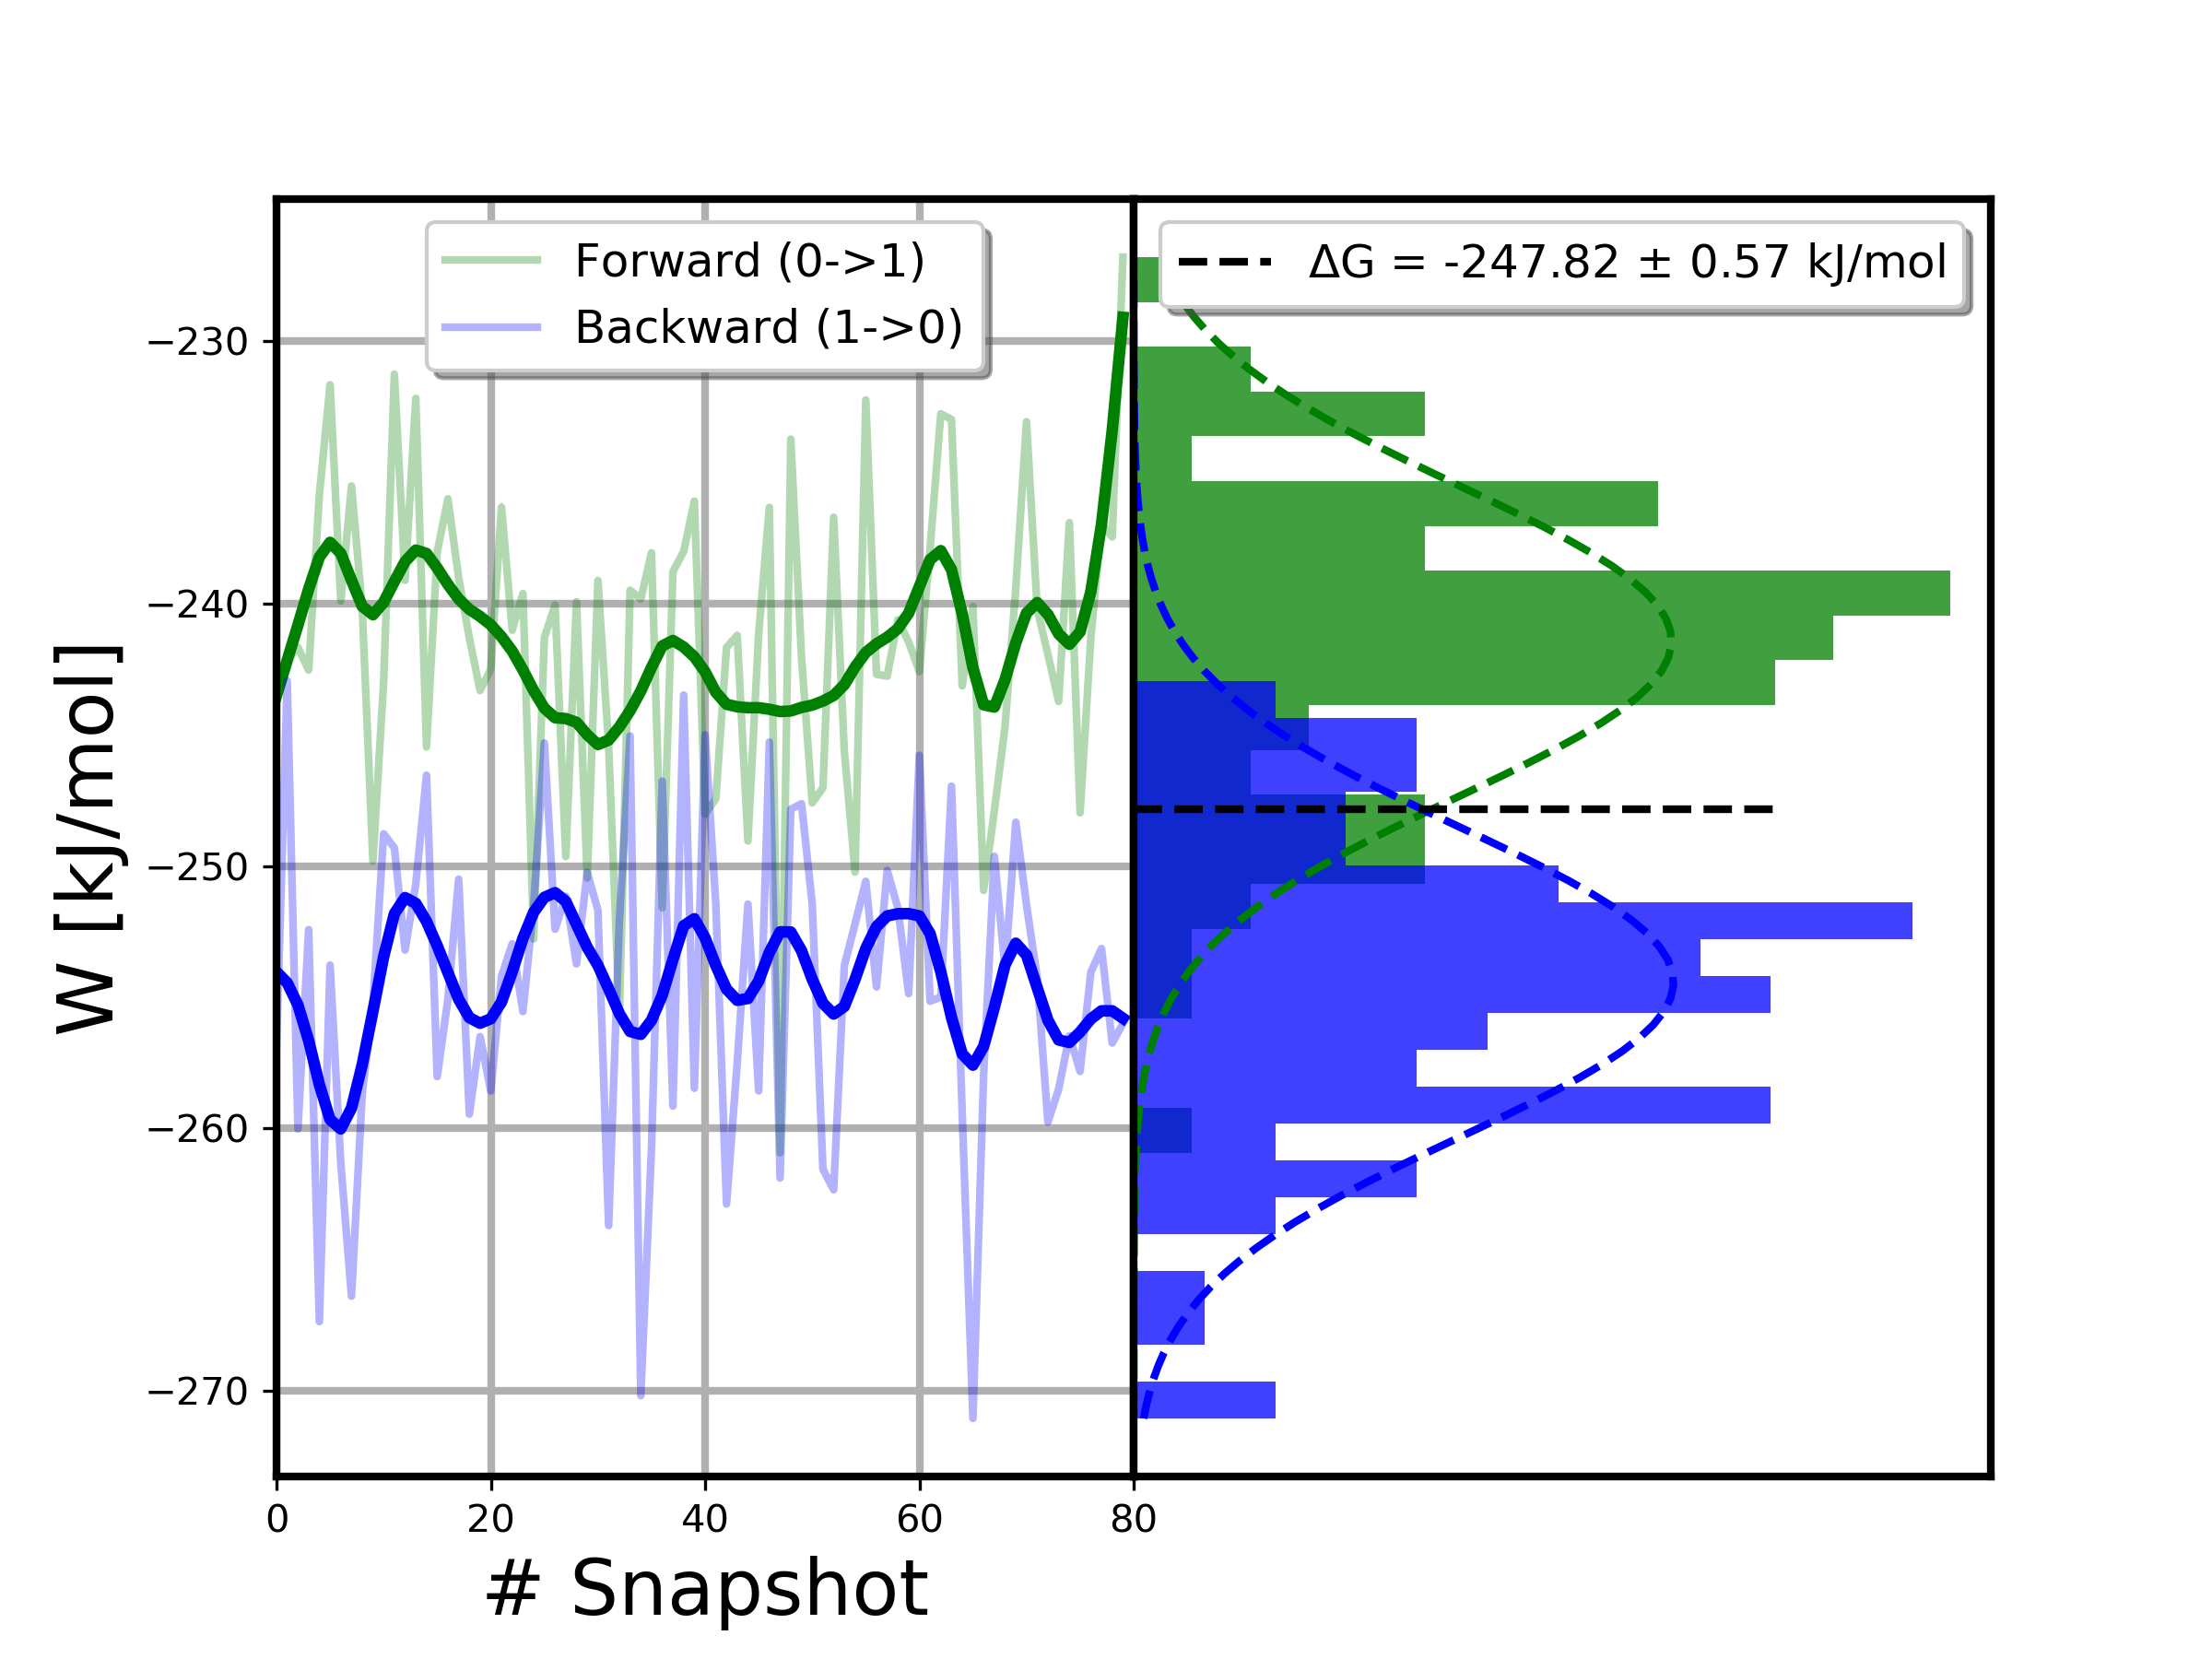 Forward (0->1)
Backward (1->0)
ΔG = -247.82 ± 0.57 kJ/mol
−230
−240
−250
−260
−270
W [kJ/mol]
0 20 40 60 80
# Snapshot